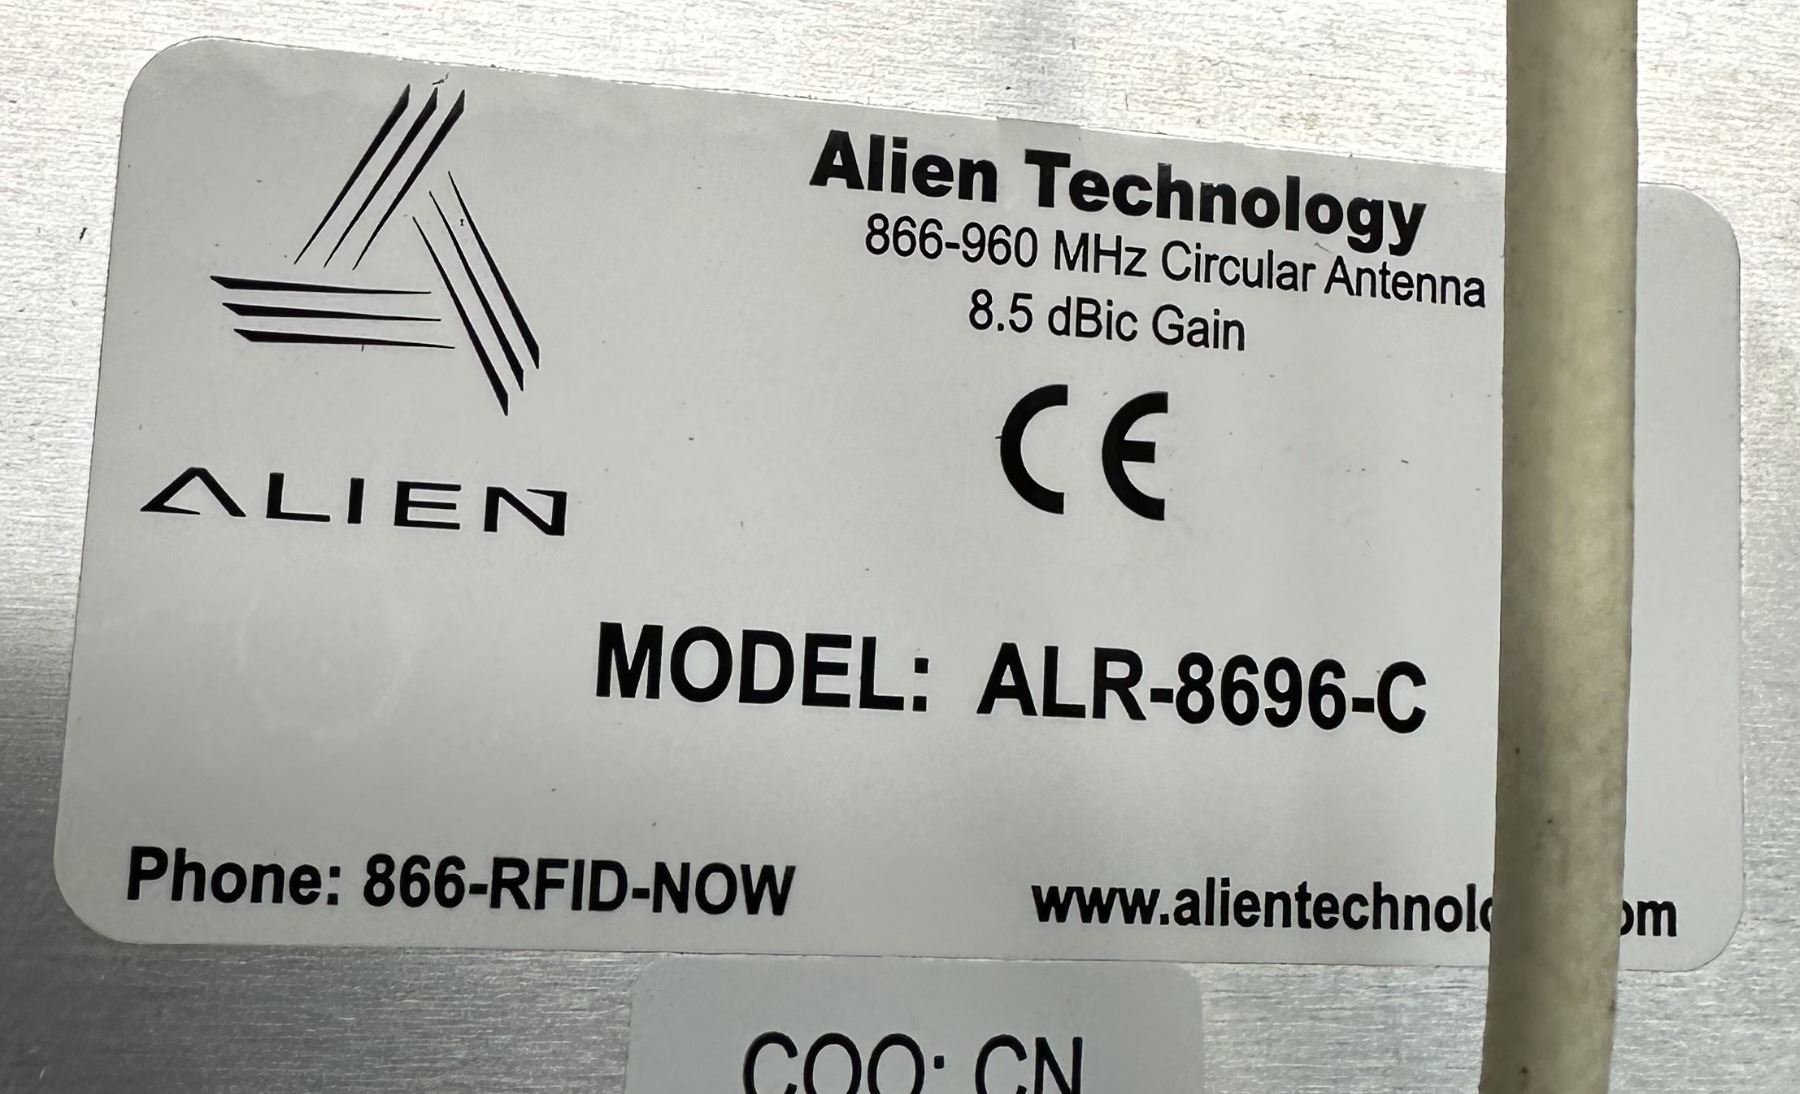 Alien Technology
866-960 MHz Circular Antenna
8.5 dBic Gain
CE
ALIEN
MODEL: ALR-8696-C
Phone: 866-RFID-NOW
COO: CN